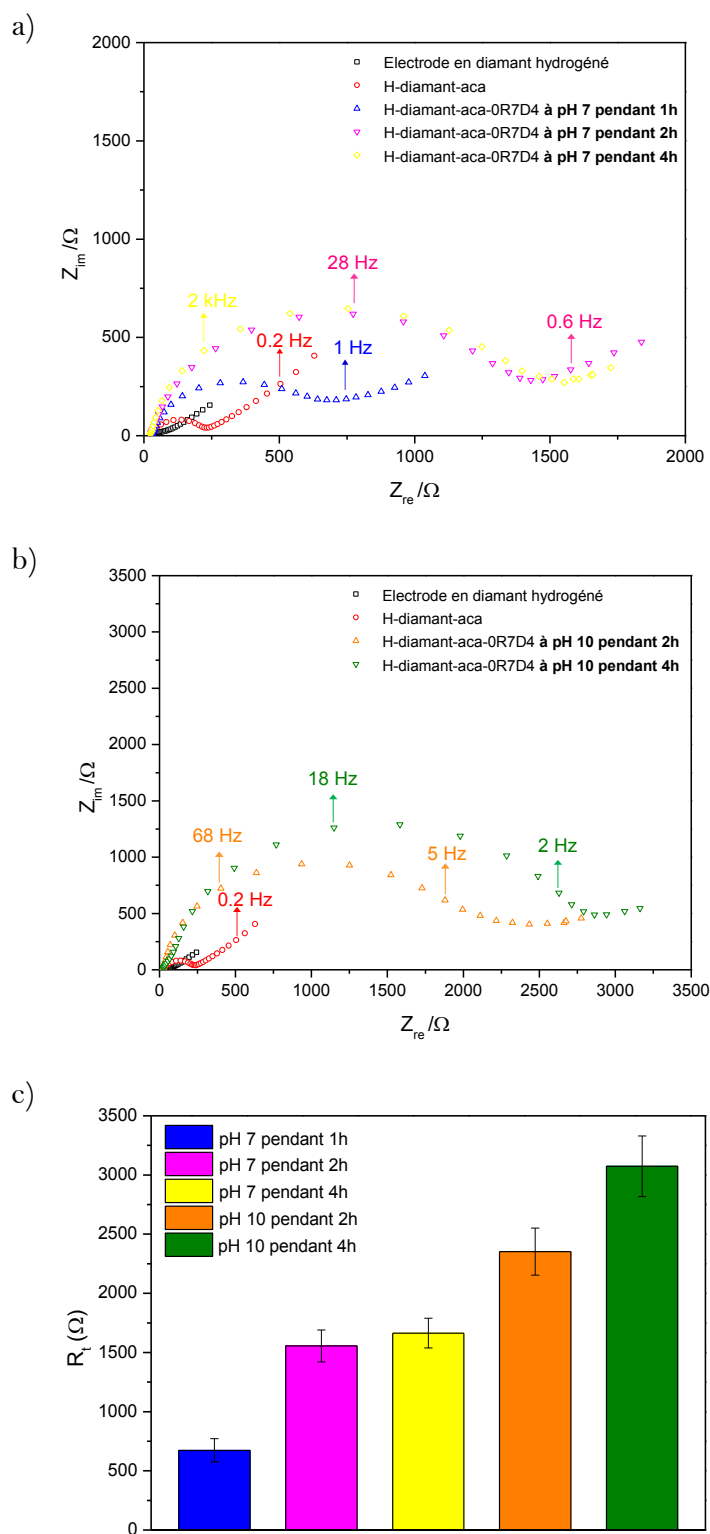 a)
2000
1500
1000
500
0
Z_im/Ω
Electrode en diamant hydrogéné
H-diamant-aca
H-diamant-aca-0R7D4 à pH 7 pendant 1h
H-diamant-aca-0R7D4 à pH 7 pendant 2h
H-diamant-aca-0R7D4 à pH 7 pendant 4h
28 Hz
2 kHz
0.2 Hz
1 Hz
0.6 Hz
0 500 1000 1500 2000
Z_re/Ω
b)
3500
3000
2500
2000
1500
1000
500
0
Z_im/Ω
Electrode en diamant hydrogéné
H-diamant-aca
H-diamant-aca-0R7D4 à pH 10 pendant 2h
H-diamant-aca-0R7D4 à pH 10 pendant 4h
18 Hz
68 Hz
5 Hz
2 Hz
0.2 Hz
0 500 1000 1500 2000 2500 3000 3500
Z_re/Ω
c)
3500
3000
2500
2000
1500
1000
500
0
R_t (Ω)
pH 7 pendant 1h
pH 7 pendant 2h
pH 7 pendant 4h
pH 10 pendant 2h
pH 10 pendant 4h